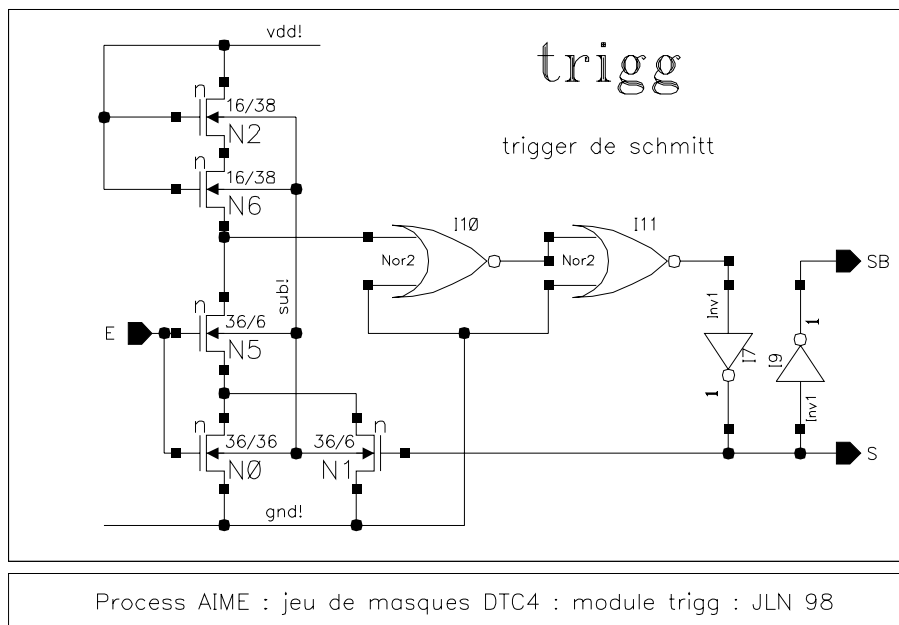 vdd!
trigg
n
16/38
N2
trigger de schmitt
n
16/38
N6
I10
I11
Nor2
Nor2
SB
sub!
Inv1
1
n
36/6
E
N5
I7
I9
1
Inv1
n
n
36/36
36/6
N0
N1
S
gnd!
Process AIME : jeu de masques DTC4 : module trigg : JLN 98